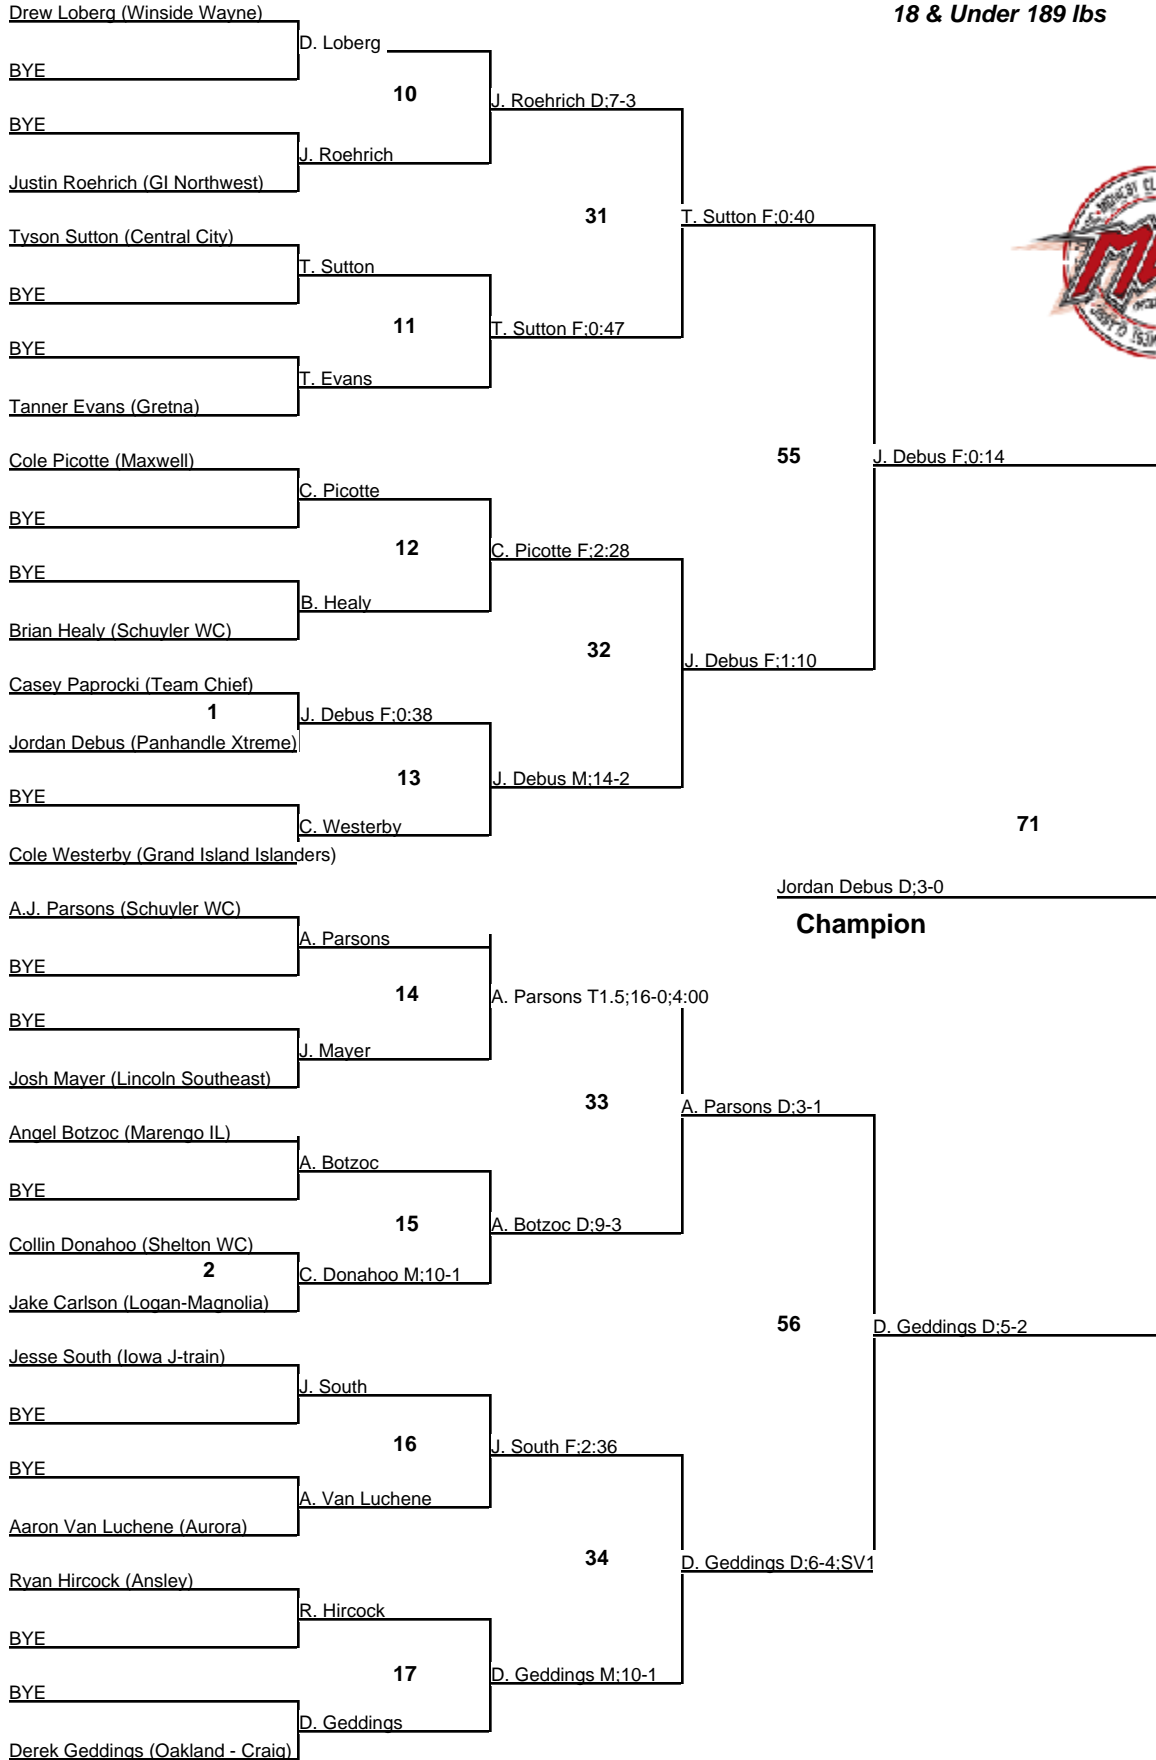 Drew Loberg (Winside Wayne)
18 & Under 189 lbs
D. Loberg
BYE
10
J. Roehrich D;7-3
BYE
J. Roehrich
Justin Roehrich (GI Northwest)
31
T. Sutton F;0:40
Tyson Sutton (Central City)
T. Sutton
BYE
11
T. Sutton F;0:47
BYE
T. Evans
Tanner Evans (Gretna)
55
J. Debus F;0:14
Cole Picotte (Maxwell)
C. Picotte
BYE
12
C. Picotte F;2:28
BYE
B. Healy
Brian Healy (Schuyler WC)
32
J. Debus F;1:10
Casey Paprocki (Team Chief)
1
J. Debus F;0:38
Jordan Debus (Panhandle Xtreme)
13
J. Debus M;14-2
BYE
C. Westerby
71
Cole Westerby (Grand Island Islanders)
Jordan Debus D;3-0
Champion
A.J. Parsons (Schuyler WC)
A. Parsons
BYE
14
A. Parsons T1.5;16-0;4:00
BYE
J. Mayer
Josh Mayer (Lincoln Southeast)
33
A. Parsons D;3-1
Angel Botzoc (Marengo IL)
A. Botzoc
BYE
15
A. Botzoc D;9-3
Collin Donahoo (Shelton WC)
2
C. Donahoo M;10-1
Jake Carlson (Logan-Magnolia)
56
D. Geddings D;5-2
Jesse South (Iowa J-train)
J. South
BYE
16
J. South F;2:36
BYE
A. Van Luchene
Aaron Van Luchene (Aurora)
34
D. Geddings D;6-4;SV1
Ryan Hircock (Ansley)
R. Hircock
BYE
17
D. Geddings M;10-1
BYE
D. Geddings
Derek Geddings (Oakland - Craig)